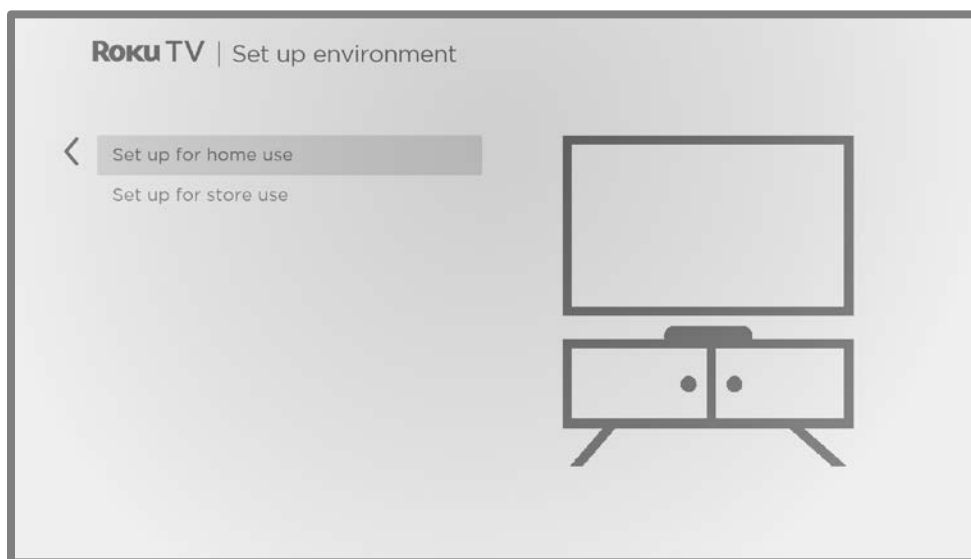 Roku TV | Set up environment
Set up for home use
Set up for store use